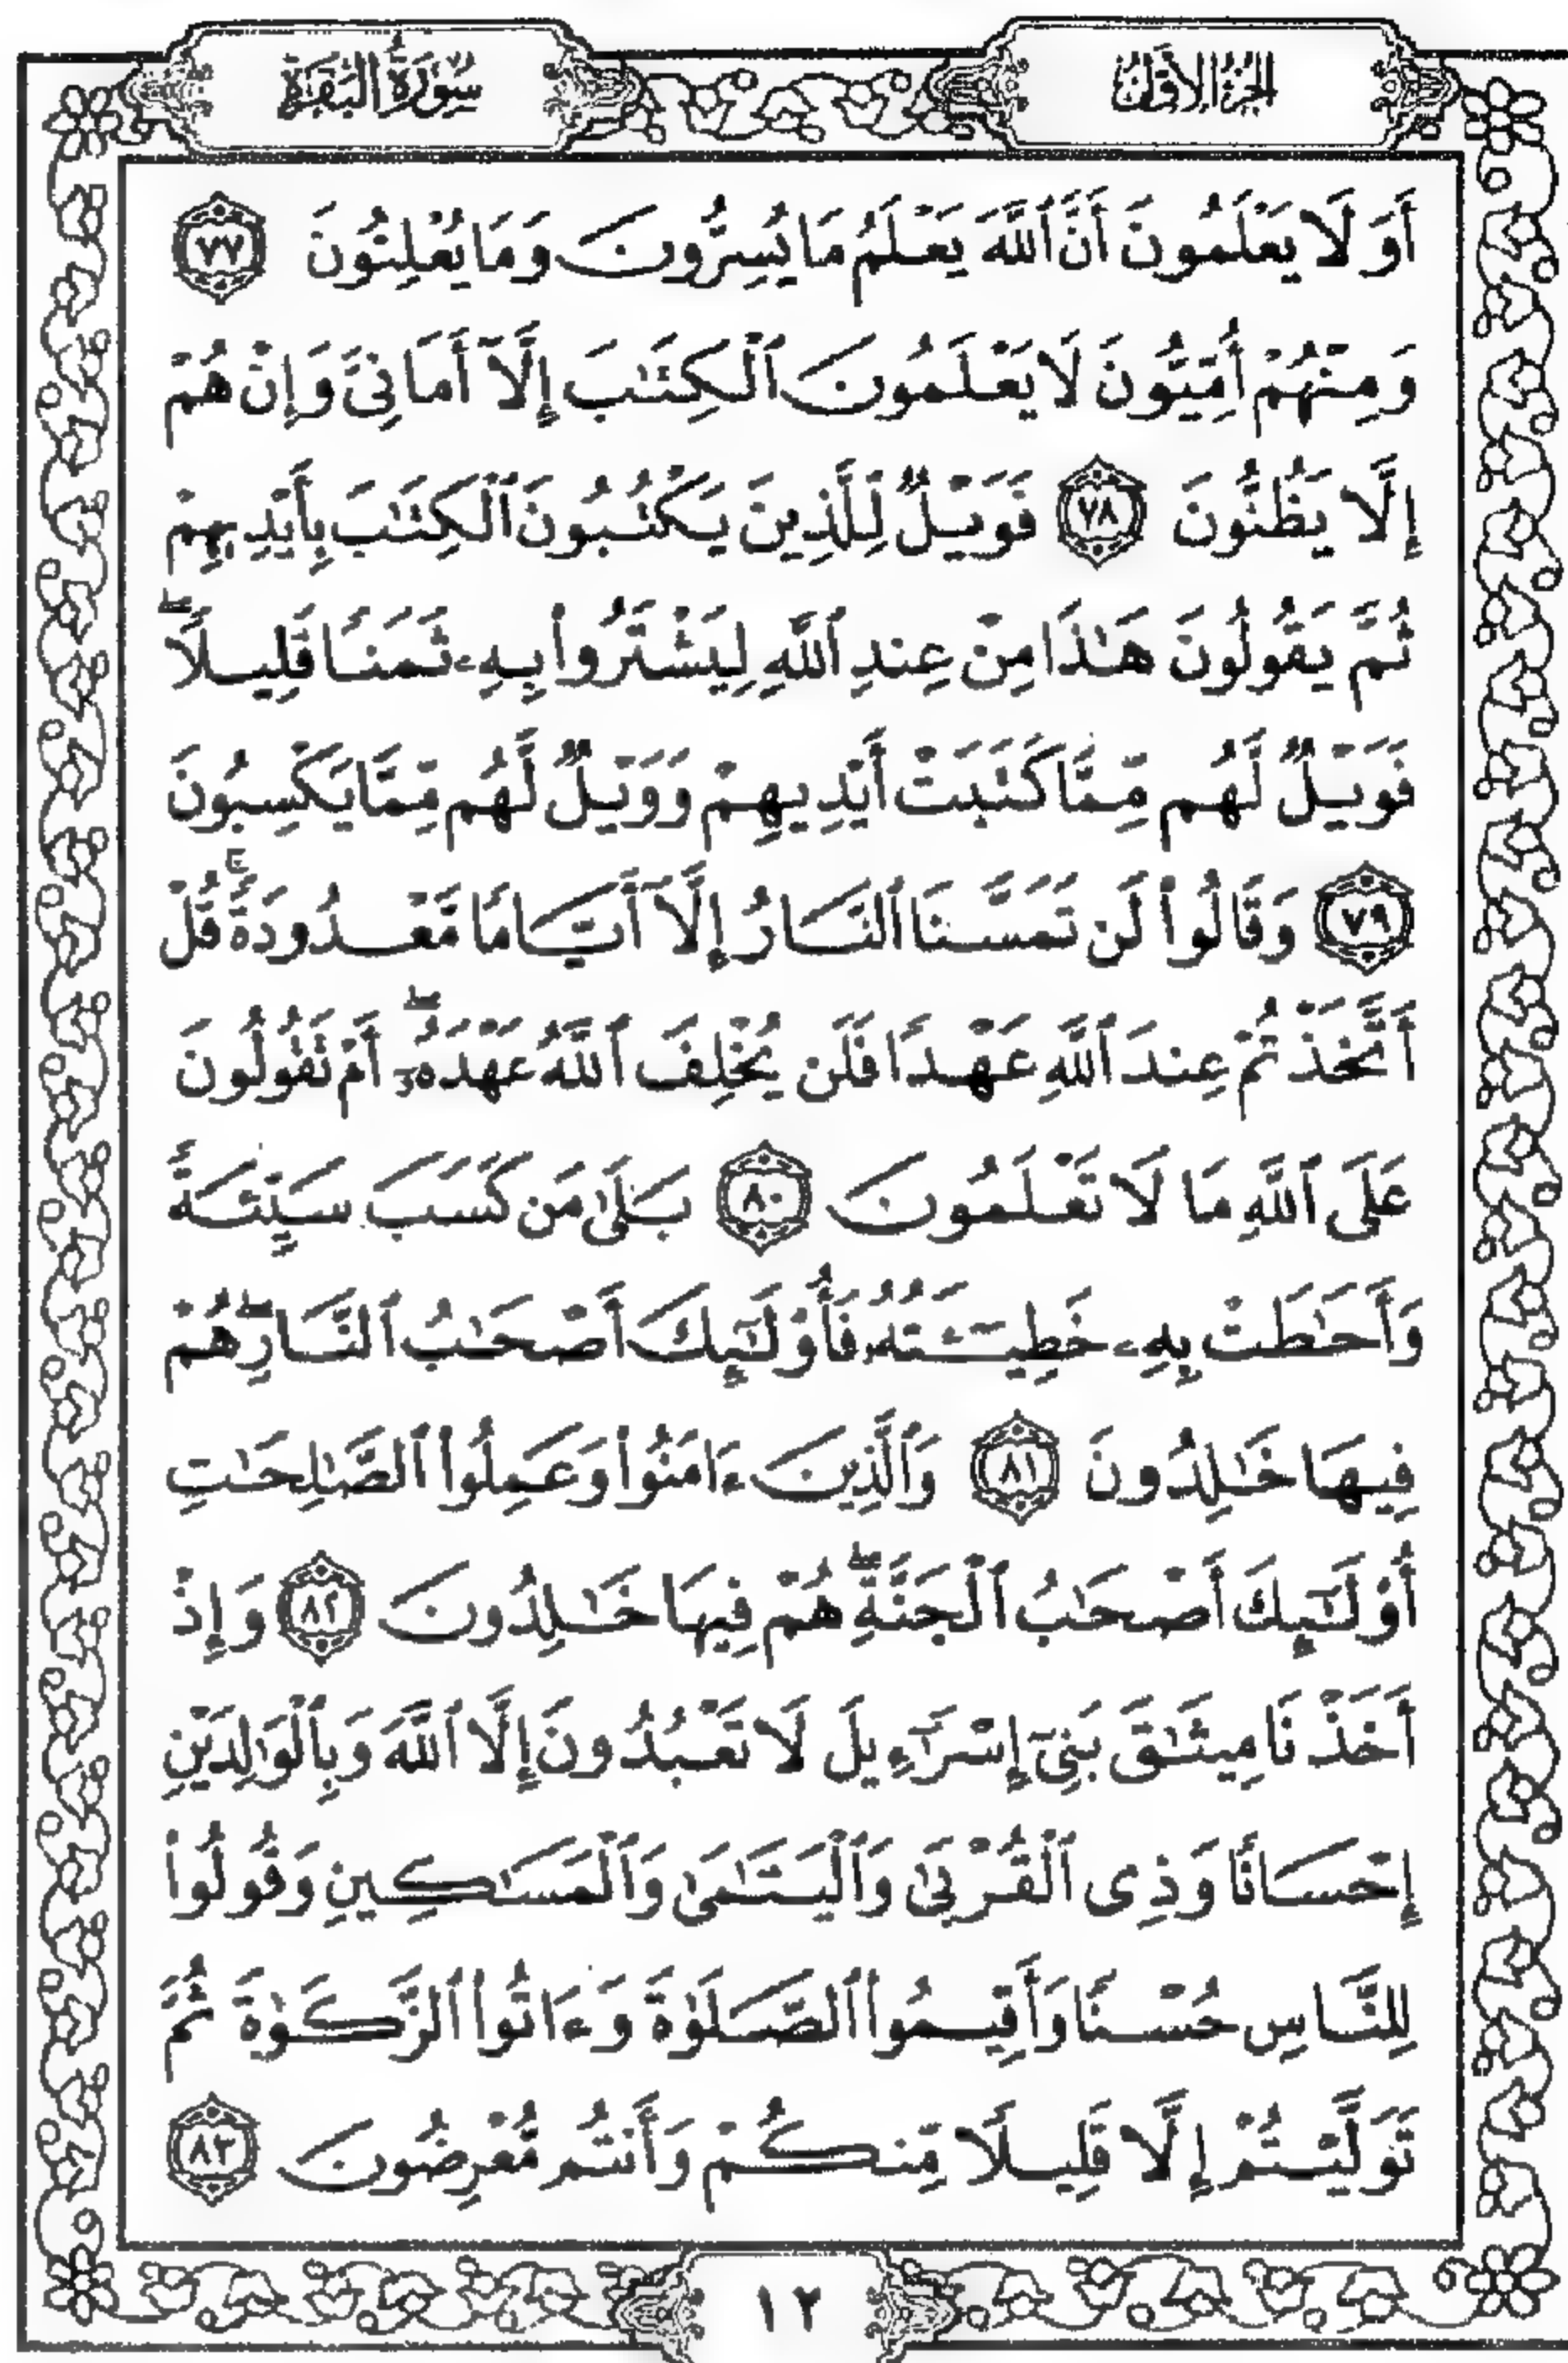 الجزء الأول
سورة البقرة
أَوَلَا يَعْلَمُونَ أَنَّ ٱللَّهَ يَعْلَمُ مَا يُسِرُّونَ وَمَا يُعْلِنُونَ ٧٧
وَمِنْهُمْ أُمِّيُّونَ لَا يَعْلَمُونَ ٱلْكِتَٰبَ إِلَّآ أَمَانِىَّ وَإِنْ هُمْ
إِلَّا يَظُنُّونَ ٧٨ فَوَيْلٌ لِّلَّذِينَ يَكْتُبُونَ ٱلْكِتَٰبَ بِأَيْدِيهِمْ
ثُمَّ يَقُولُونَ هَٰذَا مِنْ عِندِ ٱللَّهِ لِيَشْتَرُوا۟ بِهِۦ ثَمَنًا قَلِيلًا ۖ
فَوَيْلٌ لَّهُم مِّمَّا كَتَبَتْ أَيْدِيهِمْ وَوَيْلٌ لَّهُم مِّمَّا يَكْسِبُونَ
٧٩ وَقَالُوا۟ لَن تَمَسَّنَا ٱلنَّارُ إِلَّآ أَيَّامًا مَّعْدُودَةً ۚ قُلْ
أَتَّخَذْتُمْ عِندَ ٱللَّهِ عَهْدًا فَلَن يُخْلِفَ ٱللَّهُ عَهْدَهُۥٓ ۖ أَمْ تَقُولُونَ
عَلَى ٱللَّهِ مَا لَا تَعْلَمُونَ ٨٠ بَلَىٰ مَن كَسَبَ سَيِّئَةً
وَأَحَٰطَتْ بِهِۦ خَطِيٓـَٔتُهُۥ فَأُو۟لَٰٓئِكَ أَصْحَٰبُ ٱلنَّارِ ۖ هُمْ
فِيهَا خَٰلِدُونَ ٨١ وَٱلَّذِينَ ءَامَنُوا۟ وَعَمِلُوا۟ ٱلصَّٰلِحَٰتِ
أُو۟لَٰٓئِكَ أَصْحَٰبُ ٱلْجَنَّةِ ۖ هُمْ فِيهَا خَٰلِدُونَ ٨٢ وَإِذْ
أَخَذْنَا مِيثَٰقَ بَنِىٓ إِسْرَٰٓءِيلَ لَا تَعْبُدُونَ إِلَّا ٱللَّهَ وَبِٱلْوَٰلِدَيْنِ
إِحْسَانًا وَذِى ٱلْقُرْبَىٰ وَٱلْيَتَٰمَىٰ وَٱلْمَسَٰكِينِ وَقُولُوا۟
لِلنَّاسِ حُسْنًا وَأَقِيمُوا۟ ٱلصَّلَوٰةَ وَءَاتُوا۟ ٱلزَّكَوٰةَ ثُمَّ
تَوَلَّيْتُمْ إِلَّا قَلِيلًا مِّنكُمْ وَأَنتُم مُّعْرِضُونَ ٨٣
١٢